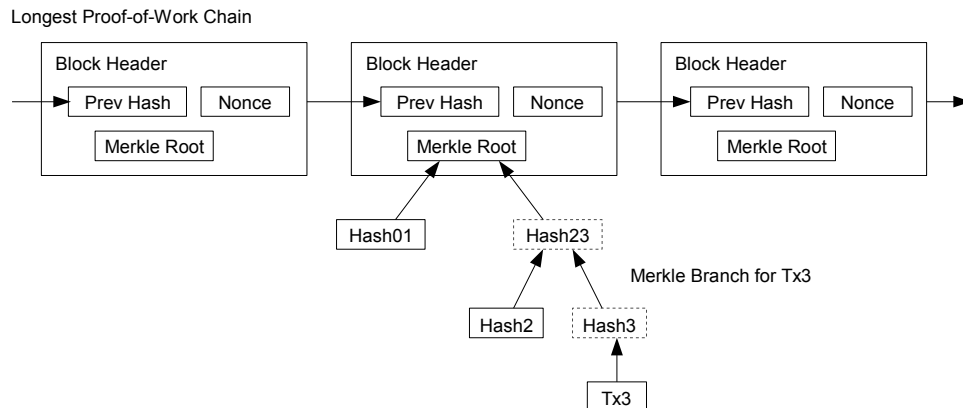 Longest Proof-of-Work Chain
Block Header
Prev Hash
Nonce
Merkle Root
Block Header
Prev Hash
Nonce
Merkle Root
Block Header
Prev Hash
Nonce
Merkle Root
Hash01
Hash23
Merkle Branch for Tx3
Hash2
Hash3
Tx3